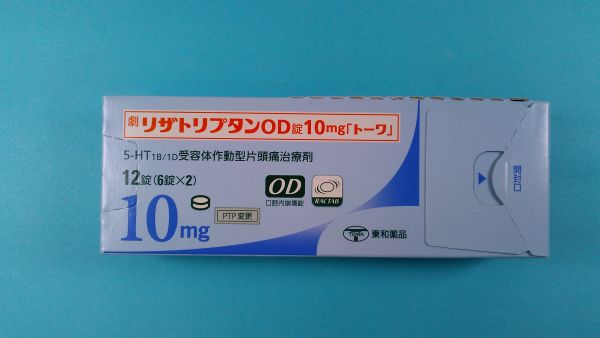 劇 リザトリプタンOD錠10mg「トーワ」
5-HT1B/1D受容体作動型片頭痛治療剤
12錠(6錠×2)
10mg
PTP変更
OD
口腔内崩壊錠
RACTAB
東和薬品
開封口